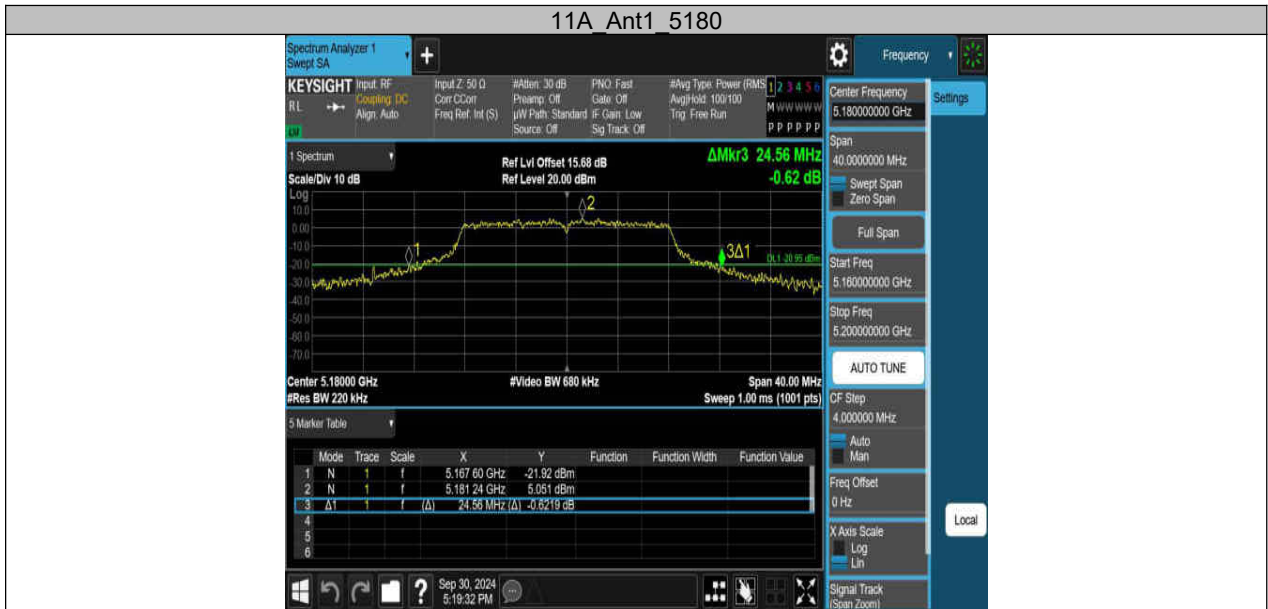 11A_Ant1_5180
Spectrum Analyzer 1
Swept SA
+
Frequency
KEYSIGHT
RL
Input: RF
Coupling: DC
Align: Auto
Input Z: 50 Ω
Corr CCorr
Freq Ref: Int (S)
#Atten: 30 dB
Preamp: Off
µW Path: Standard
Source: Off
PNO: Fast
Gate: Off
IF Gain: Low
Sig Track: Off
#Avg Type: Power (RMS
Avg|Hold: 100/100
Trig: Free Run
1 2 3 4 5 6
M W W W W W
P P P P P P
Center Frequency
5.180000000 GHz
Settings
Span
40.0000000 MHz
Swept Span
Zero Span
Full Span
Start Freq
5.160000000 GHz
Stop Freq
5.200000000 GHz
AUTO TUNE
CF Step
4.000000 MHz
Auto
Man
Freq Offset
0 Hz
X Axis Scale
Log
Lin
Signal Track
(Span Zoom)
Local
1 Spectrum
Scale/Div 10 dB
Ref Lvl Offset 15.68 dB
Ref Level 20.00 dBm
ΔMkr3 24.56 MHz
-0.62 dB
Log
10.0
0.00
-10.0
-20.0
-30.0
-40.0
-50.0
-60.0
-70.0
1
2
3Δ1
DL1 -20.95 dBm
Center 5.18000 GHz
#Res BW 220 kHz
#Video BW 680 kHz
Span 40.00 MHz
Sweep 1.00 ms (1001 pts)
5 Marker Table
Mode Trace Scale X Y Function Function Width Function Value
1 N 1 f 5.167 60 GHz -21.92 dBm
2 N 1 f 5.181 24 GHz 5.051 dBm
3 Δ1 1 f (Δ) 24.56 MHz (Δ) -0.6219 dB
4
5
6
?
Sep 30, 2024
5:19:32 PM